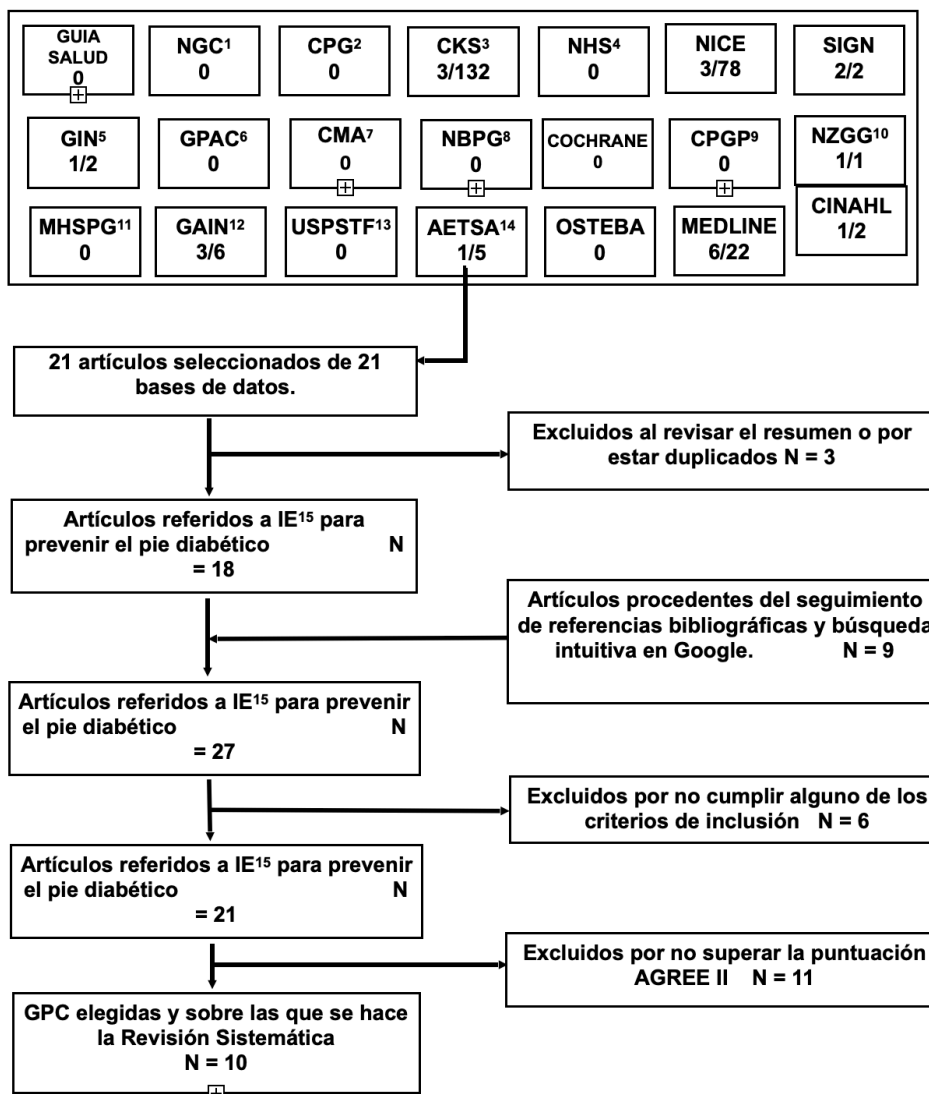 GUIA
SALUD
0
NGC1
0
CPG2
0
CKS3
3/132
NHS4
0
NICE
3/78
SIGN
2/2
GIN5
1/2
GPAC6
0
CMA7
0
NBPG8
0
COCHRANE
0
CPGP9
0
NZGG10
1/1
MHSPG11
0
GAIN12
3/6
USPSTF13
0
AETSA14
1/5
OSTEBA
0
MEDLINE
6/22
CINAHL
1/2
21 artículos seleccionados de 21
bases de datos.
Excluidos al revisar el resumen o por
estar duplicados N = 3
Artículos referidos a IE15 para
prevenir el pie diabético N
= 18
Artículos procedentes del seguimiento
de referencias bibliográficas y búsqueda
intuitiva en Google. N = 9
Artículos referidos a IE15 para prevenir
el pie diabético N
= 27
Excluidos por no cumplir alguno de los
criterios de inclusión N = 6
Artículos referidos a IE15 para prevenir
el pie diabético N
= 21
Excluidos por no superar la puntuación
AGREE II N = 11
GPC elegidas y sobre las que se hace
la Revisión Sistemática
N = 10